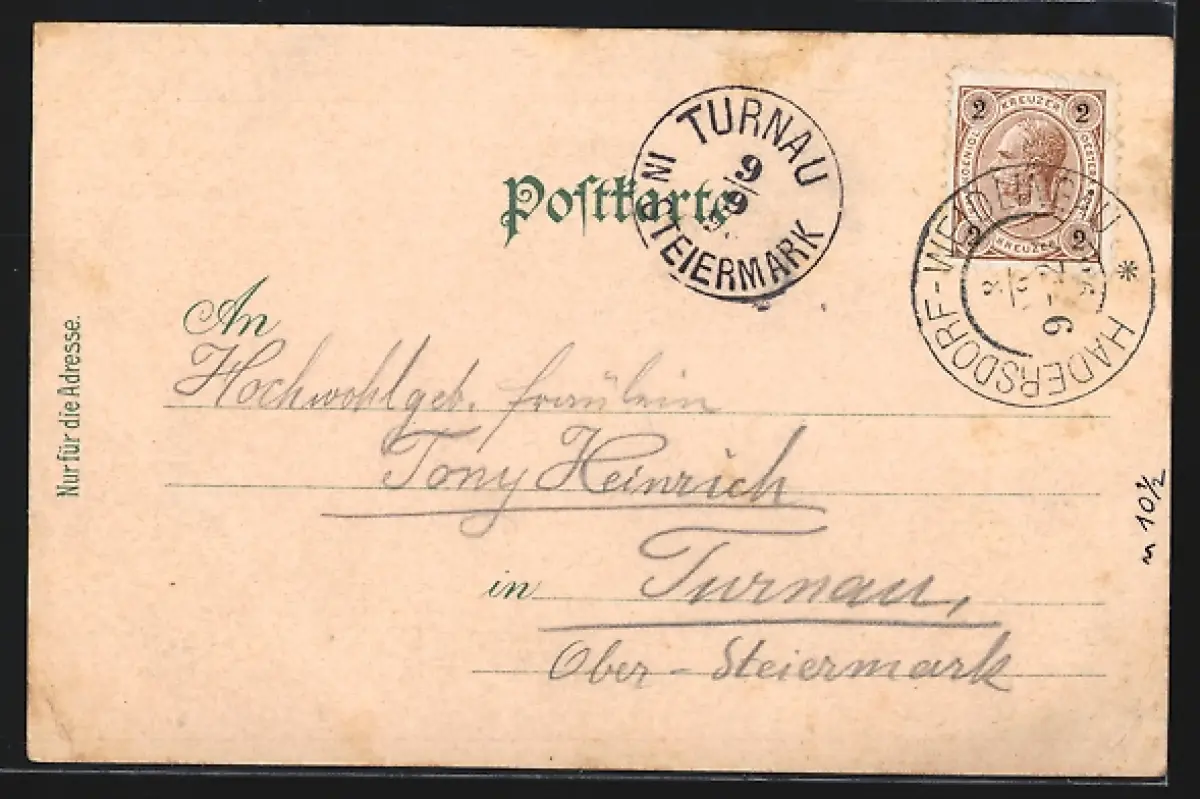 Postkarte
TURNAU IN STEIERMARK
9/9
2 KREUZER 2
2 KREUZER 2
HADERSDORF-WEIDLINGAU *
An
Hochwohlgeb. Fräulein
Tony Heinrich
in Turnau,
Ober-Steiermark
Nur für die Adresse.
m 10½